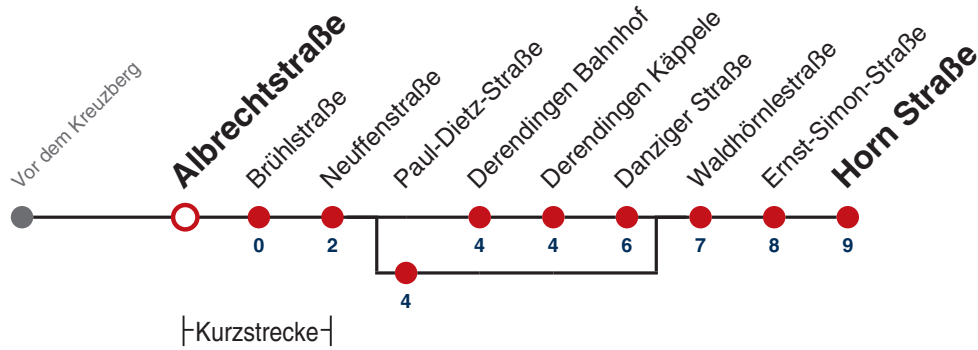 Vor dem Kreuzberg
Albrechtstraße
Brühlstraße
Neuffenstraße
Paul-Dietz-Straße
Derendingen Bahnhof
Derendingen Käppele
Danziger Straße
Waldhörnlestraße
Ernst-Simon-Straße
Horn Straße
0
2
4
4
6
7
8
9
4
Kurzstrecke